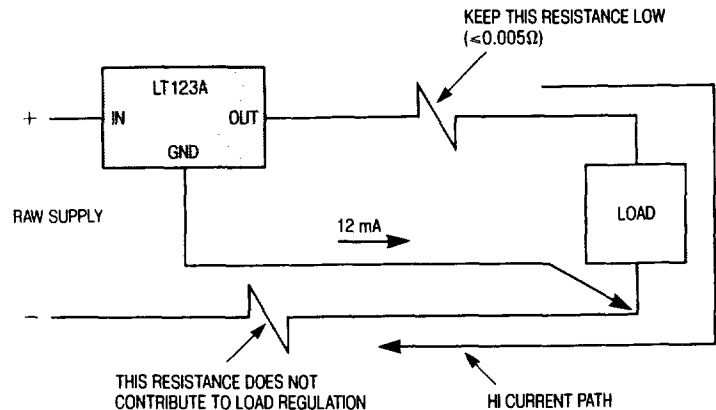 KEEP THIS RESISTANCE LOW
(≤0.005Ω)
LT123A
+
IN
OUT
GND
RAW SUPPLY
12 mA
LOAD
−
THIS RESISTANCE DOES NOT
CONTRIBUTE TO LOAD REGULATION
HI CURRENT PATH